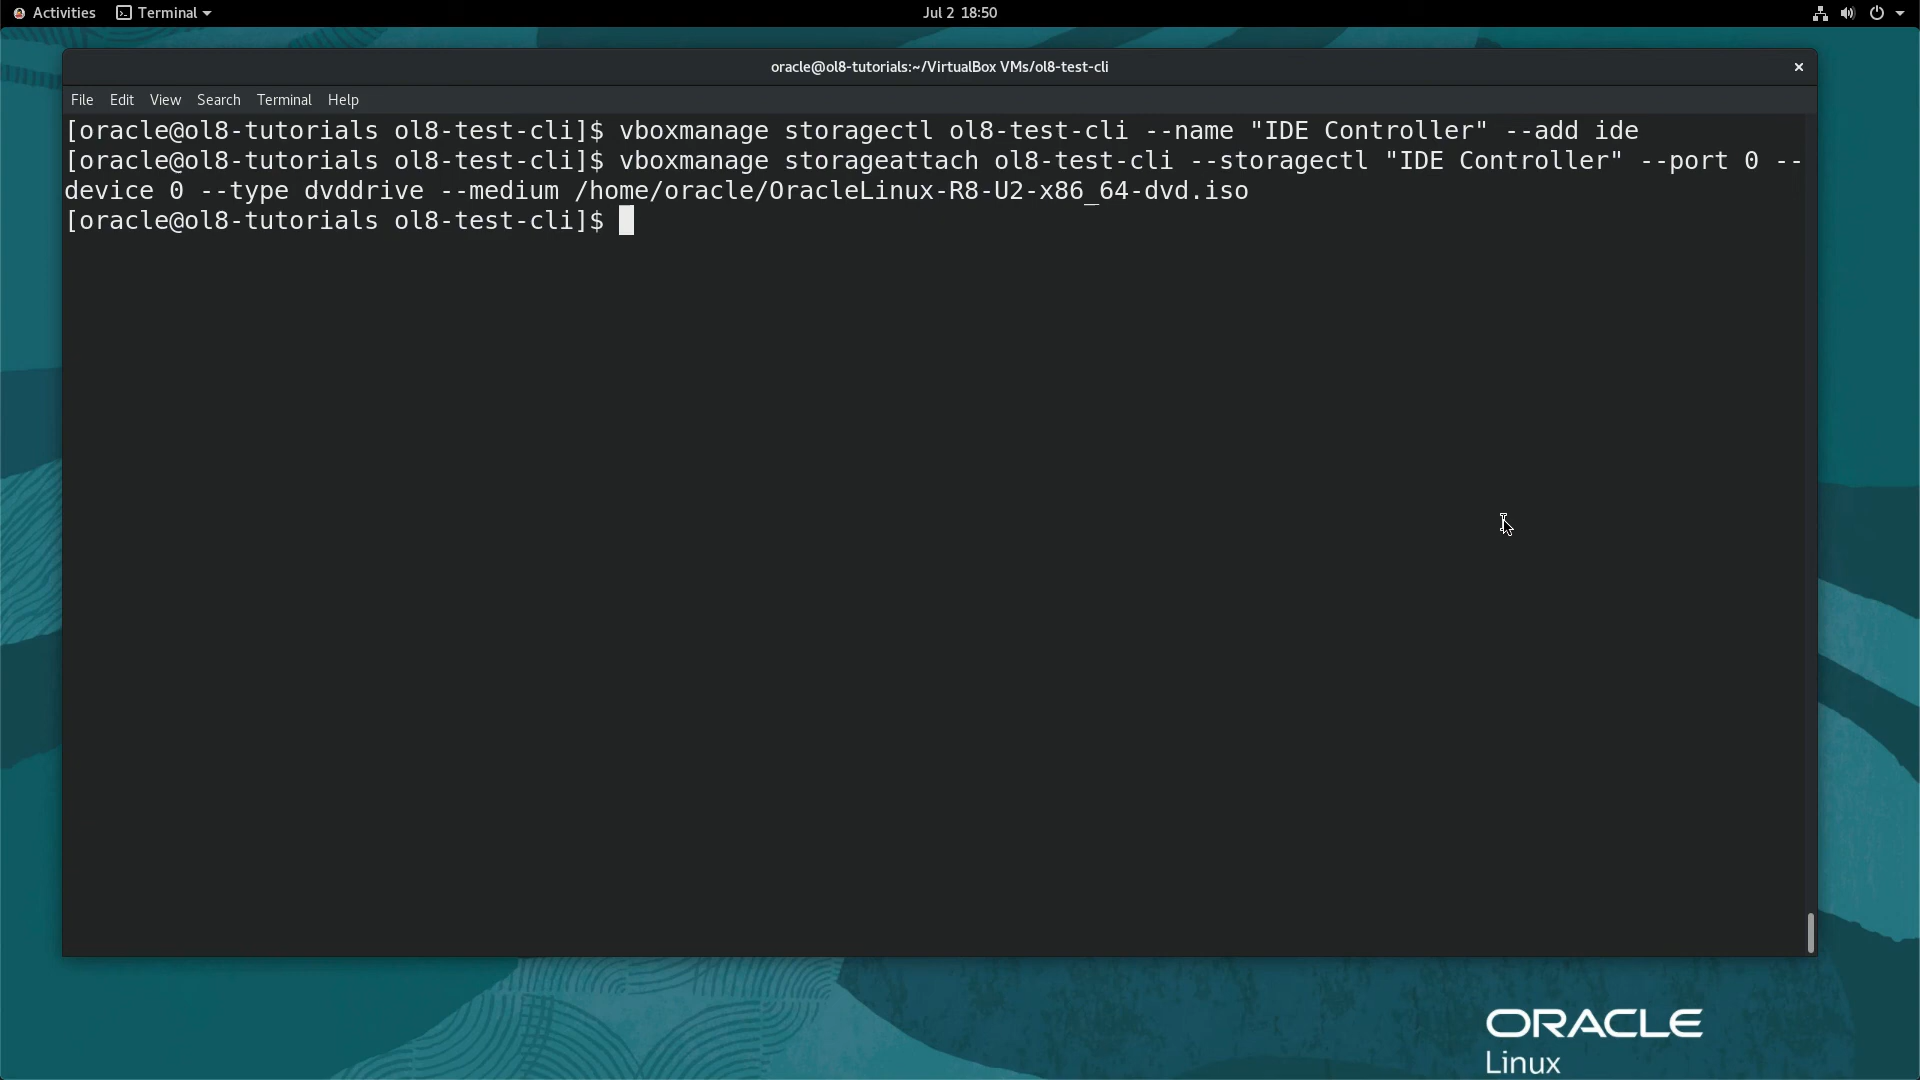 Activities Terminal Jul 2 18:50
oracle@ol8-tutorials:~/VirtualBox VMs/ol8-test-cli ×
File Edit View Search Terminal Help
[oracle@ol8-tutorials ol8-test-cli]$ vboxmanage storagectl ol8-test-cli --name "IDE Controller" --add ide
[oracle@ol8-tutorials ol8-test-cli]$ vboxmanage storageattach ol8-test-cli --storagectl "IDE Controller" --port 0 --
device 0 --type dvddrive --medium /home/oracle/OracleLinux-R8-U2-x86_64-dvd.iso
[oracle@ol8-tutorials ol8-test-cli]$
ORACLE
Linux